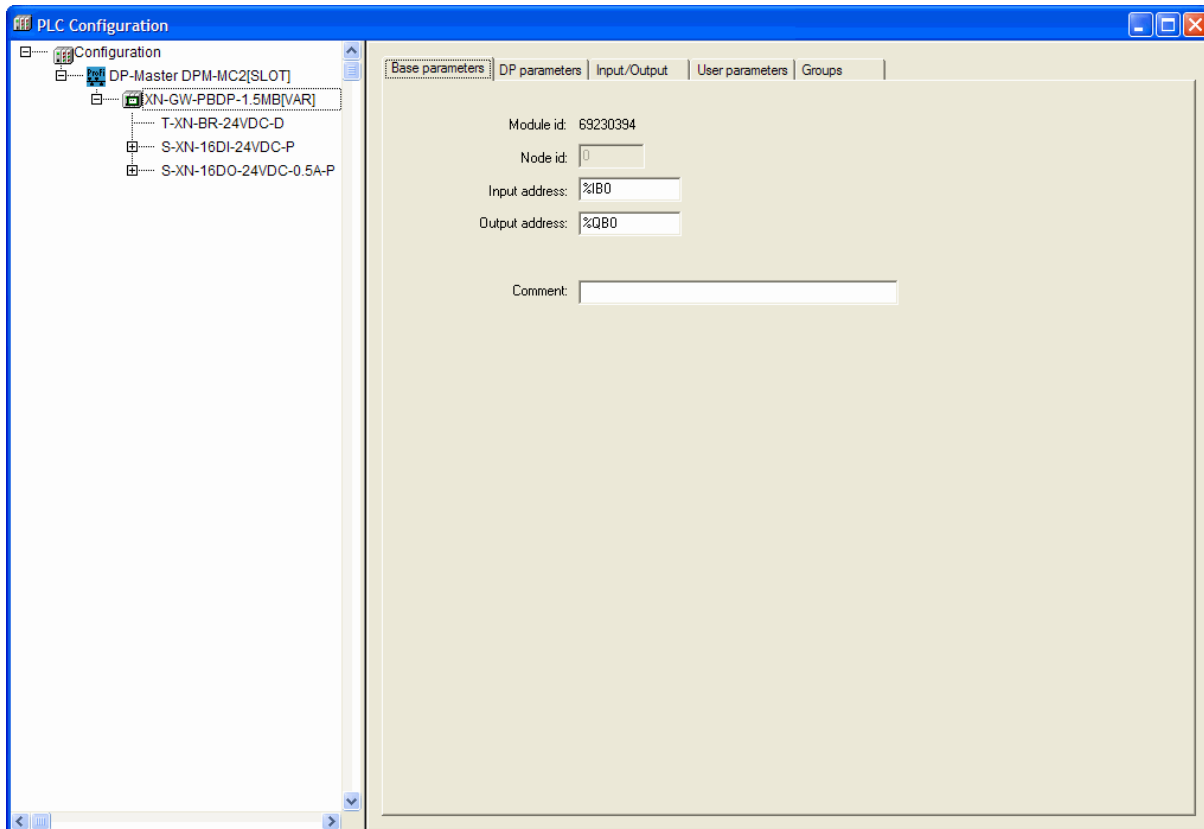 PLC Configuration
Configuration
DP-Master DPM-MC2[SLOT]
XN-GW-PBDP-1.5MB[VAR]
T-XN-BR-24VDC-D
S-XN-16DI-24VDC-P
S-XN-16DO-24VDC-0.5A-P
Base parameters DP parameters Input/Output User parameters Groups
Module id: 69230394
Node id: 0
Input address: %IB0
Output address: %QB0
Comment: